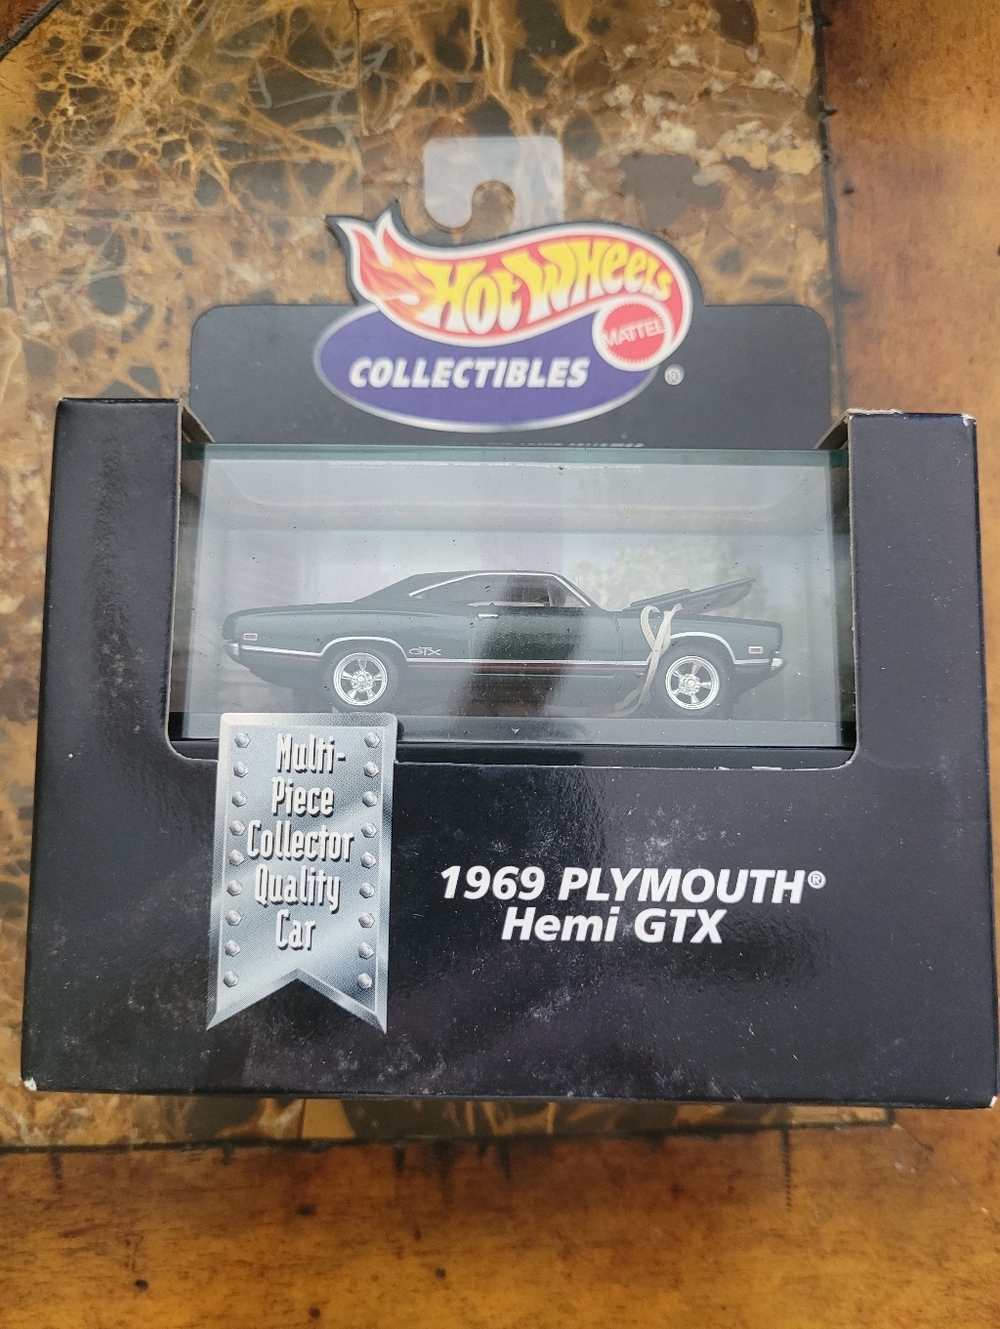 HOT WHEELS
MATTEL
COLLECTIBLES ®
GTX
Multi-
Piece
Collector
Quality
Car
1969 PLYMOUTH®
Hemi GTX